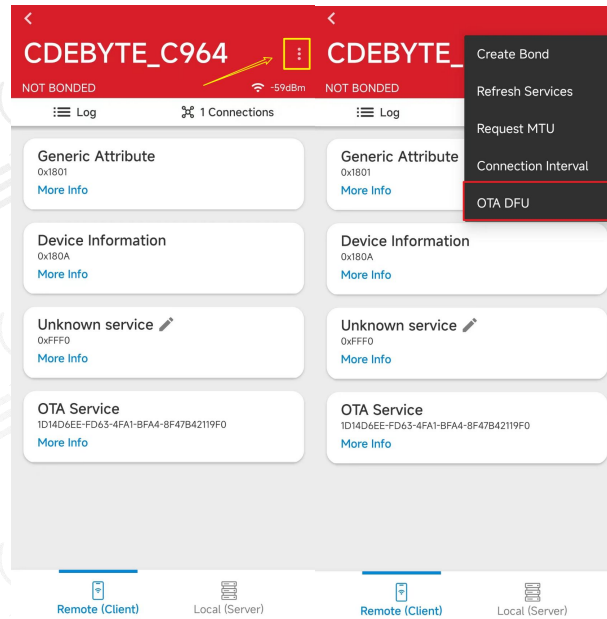 CDEBYTE_C964
NOT BONDED
-59dBm
Log
1 Connections
Generic Attribute
0x1801
More Info
Device Information
0x180A
More Info
Unknown service
0xFFF0
More Info
OTA Service
1D14D6EE-FD63-4FA1-BFA4-8F47B42119F0
More Info
Remote (Client)
Local (Server)
CDEBYTE_
NOT BONDED
Log
Create Bond
Refresh Services
Request MTU
Connection Interval
OTA DFU
Generic Attribute
0x1801
More Info
Device Information
0x180A
More Info
Unknown service
0xFFF0
More Info
OTA Service
1D14D6EE-FD63-4FA1-BFA4-8F47B42119F0
More Info
Remote (Client)
Local (Server)